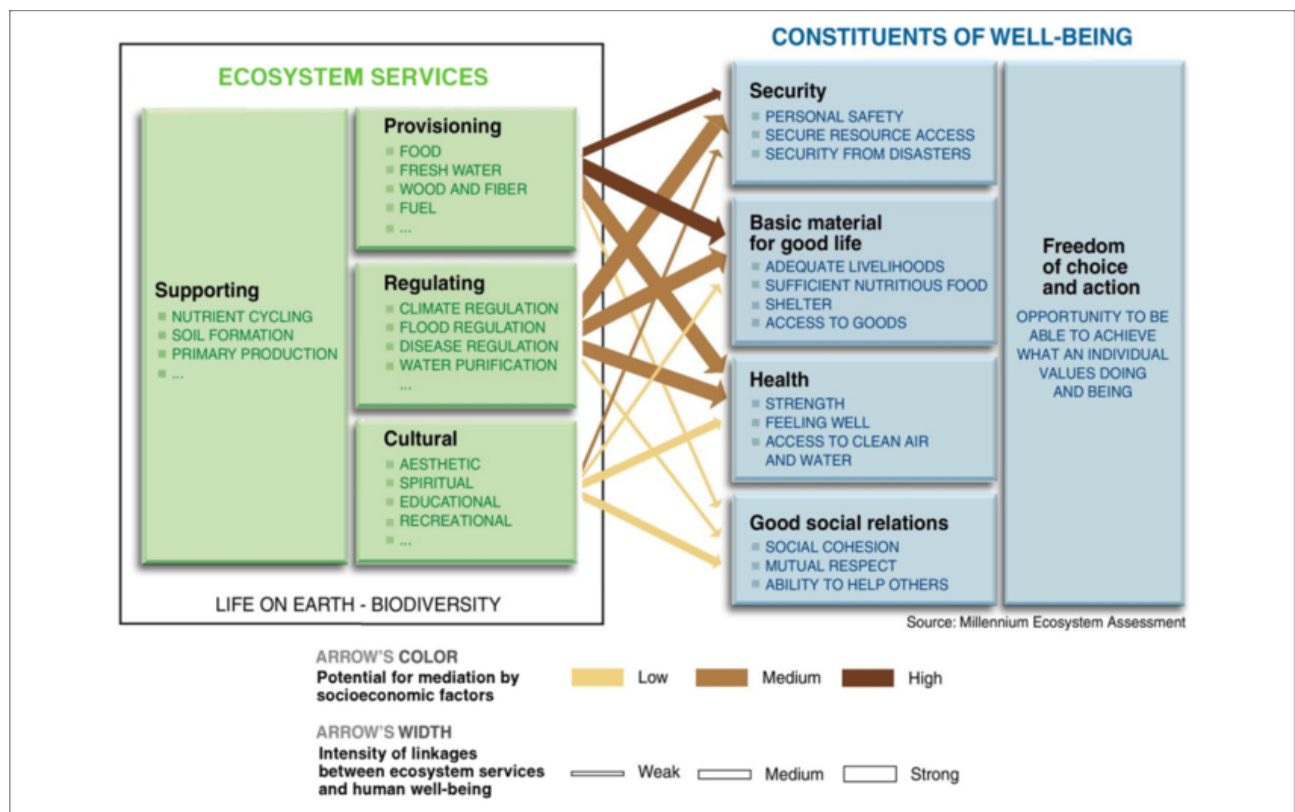 CONSTITUENTS OF WELL-BEING
ECOSYSTEM SERVICES
Supporting
NUTRIENT CYCLING
SOIL FORMATION
PRIMARY PRODUCTION
...
Provisioning
FOOD
FRESH WATER
WOOD AND FIBER
FUEL
...
Regulating
CLIMATE REGULATION
FLOOD REGULATION
DISEASE REGULATION
WATER PURIFICATION
...
Cultural
AESTHETIC
SPIRITUAL
EDUCATIONAL
RECREATIONAL
...
LIFE ON EARTH - BIODIVERSITY
Security
PERSONAL SAFETY
SECURE RESOURCE ACCESS
SECURITY FROM DISASTERS
Basic material
for good life
ADEQUATE LIVELIHOODS
SUFFICIENT NUTRITIOUS FOOD
SHELTER
ACCESS TO GOODS
Health
STRENGTH
FEELING WELL
ACCESS TO CLEAN AIR
AND WATER
Good social relations
SOCIAL COHESION
MUTUAL RESPECT
ABILITY TO HELP OTHERS
Freedom
of choice
and action
OPPORTUNITY TO BE
ABLE TO ACHIEVE
WHAT AN INDIVIDUAL
VALUES DOING
AND BEING
Source: Millennium Ecosystem Assessment
ARROW'S COLOR
Potential for mediation by
socioeconomic factors
Low
Medium
High
ARROW'S WIDTH
Intensity of linkages
between ecosystem services
and human well-being
Weak
Medium
Strong